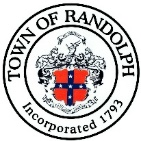 TOWN OF RANDOLPH
Incorporated 1793